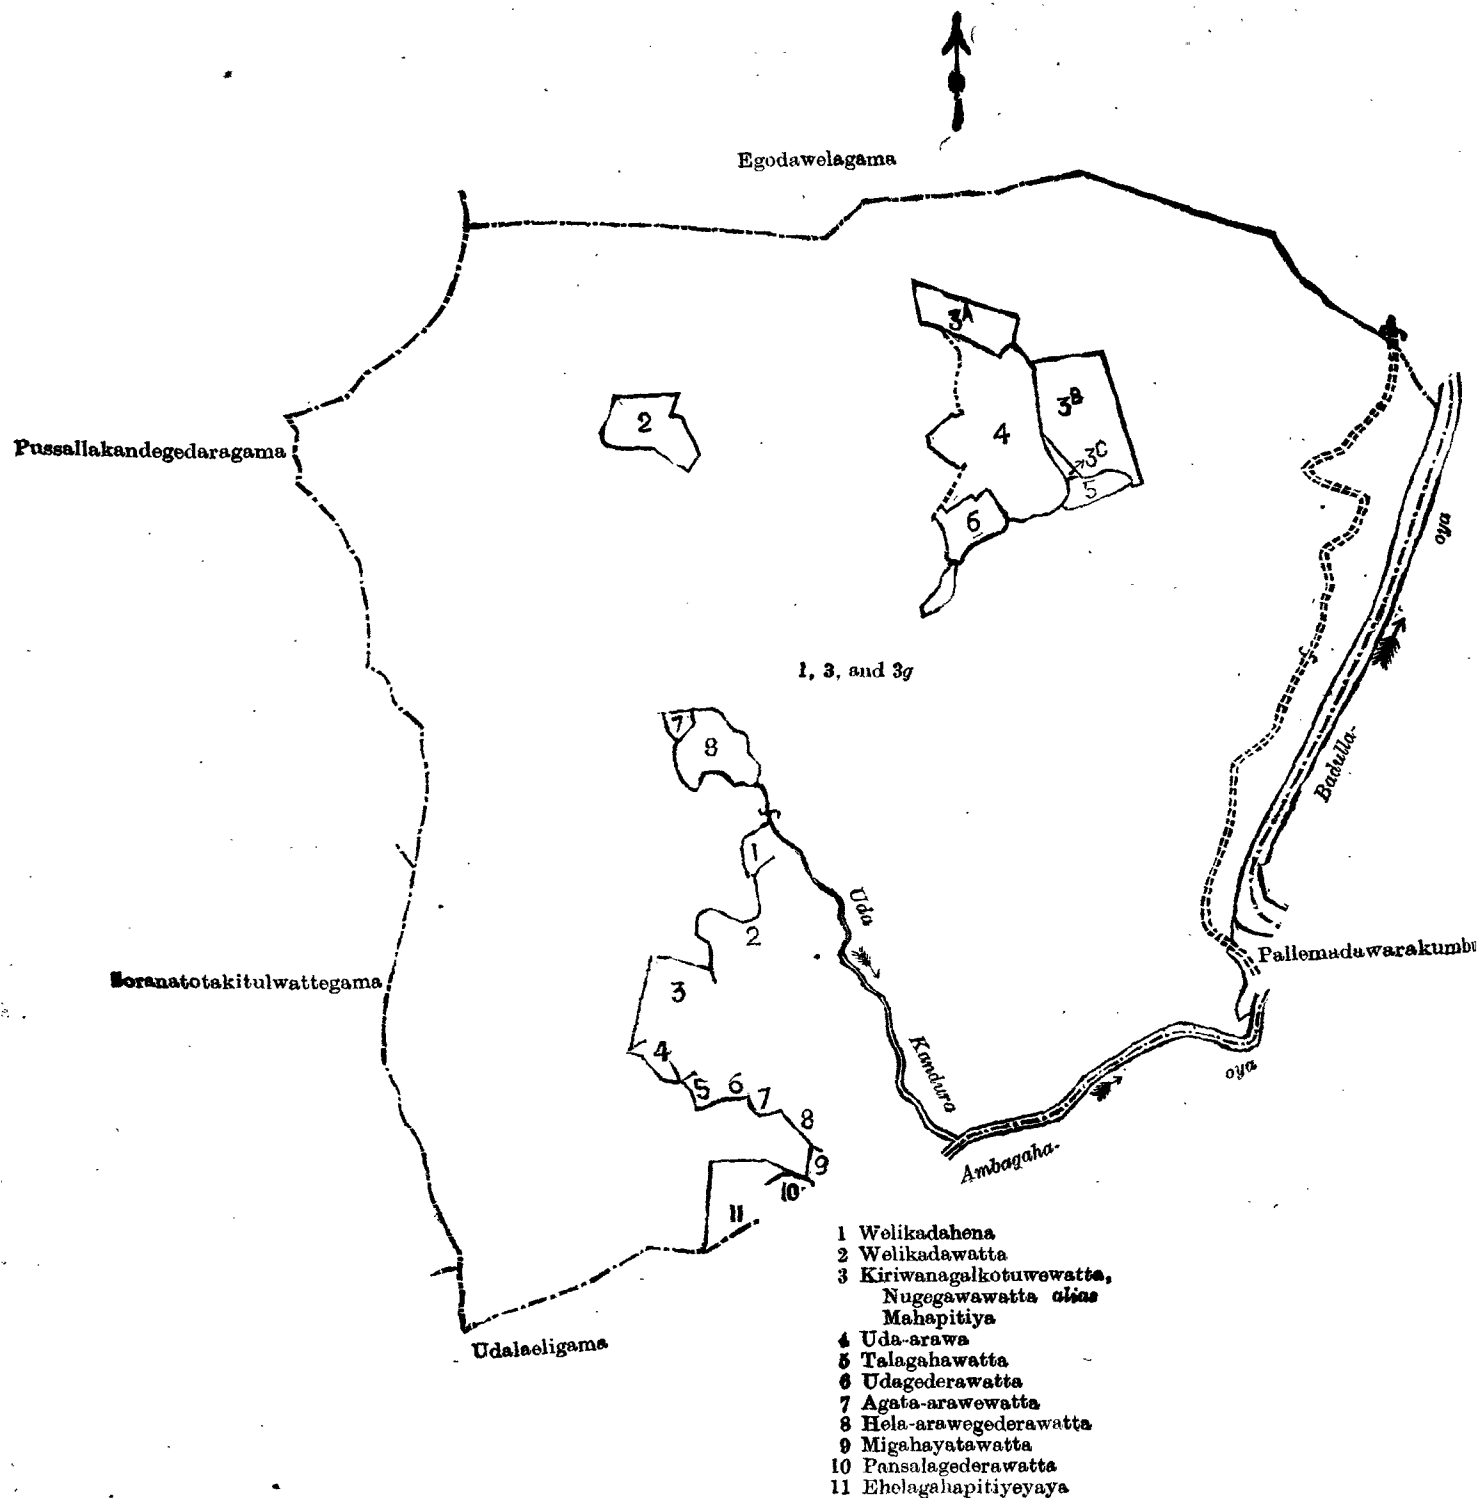 Egodawelagama
3A
3B
2
4
3C
5
6
Pussallakandegedaragama
oya
1, 3, and 3g
7
8
Badulla-
1
Uda
2
Pallemadawarakumbu
Soranatotakitulwattegama
3
4
Kandura
oya
5 6 7
8
9
Ambagaha-
10
11
1 Welikadahena
2 Welikadawatta
3 Kiriwanagalkotuwewatta,
Nugegawawatta alias
Mahapitiya
4 Uda-arawa
5 Talagahawatta
6 Udagederawatta
7 Agata-arawewatta
8 Hela-arawegederawatta
9 Migahayatawatta
10 Pansalagederawatta
11 Ehelagahapitiyeyaya
Udalaeligama